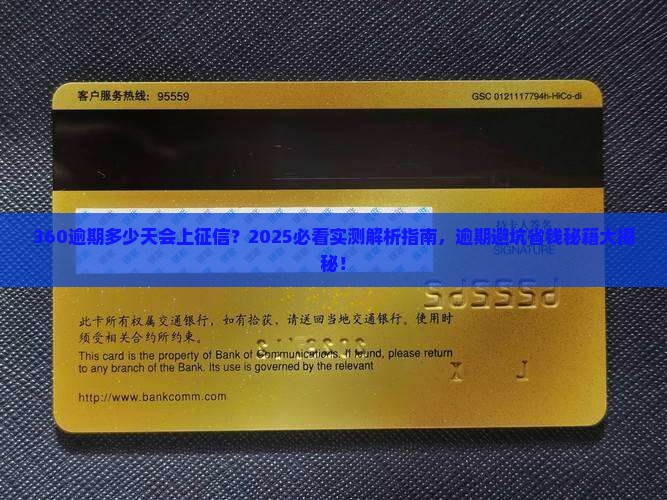 客户服务热线：95559
GSC 0121117794h-HiCo-di
持卡人签名
SIGNATURE
360逾期多少天会上征信？2025必看实测解析指南，逾期避坑省钱秘籍大揭
秘！
此卡所有权属交通银行，如有拾获，请送回当地交通银行。使用时
须受相关合约所约束。
This card is the property of Bank of Communications. If found, please return
to any branch of the Bank. Its use is governed by the relevant
http://www.bankcomm.com